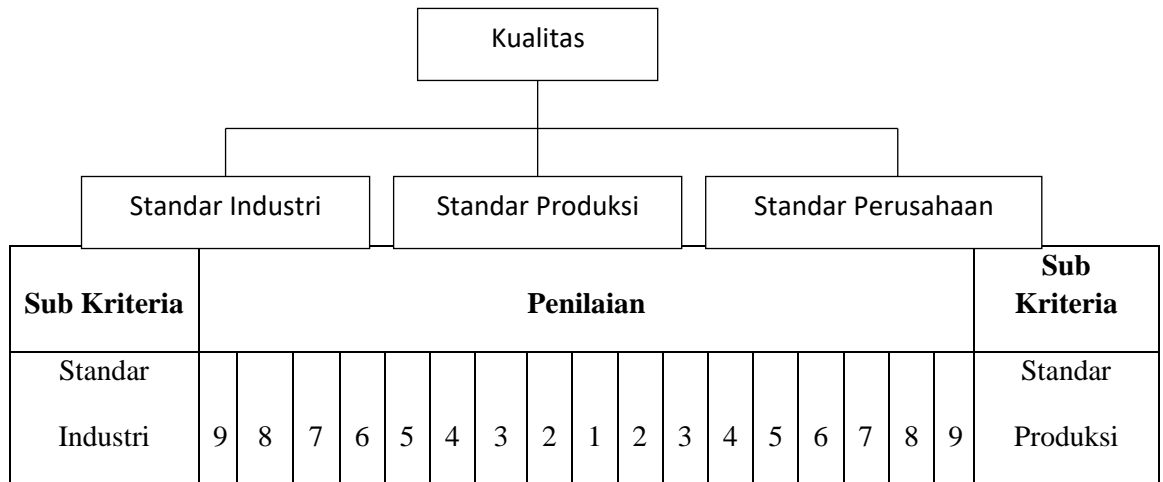 Kualitas
Standar Industri Standar Produksi Standar Perusahaan
Sub Kriteria Penilaian Sub
Kriteria
Standar Standar
Industri 9 8 7 6 5 4 3 2 1 2 3 4 5 6 7 8 9 Produksi